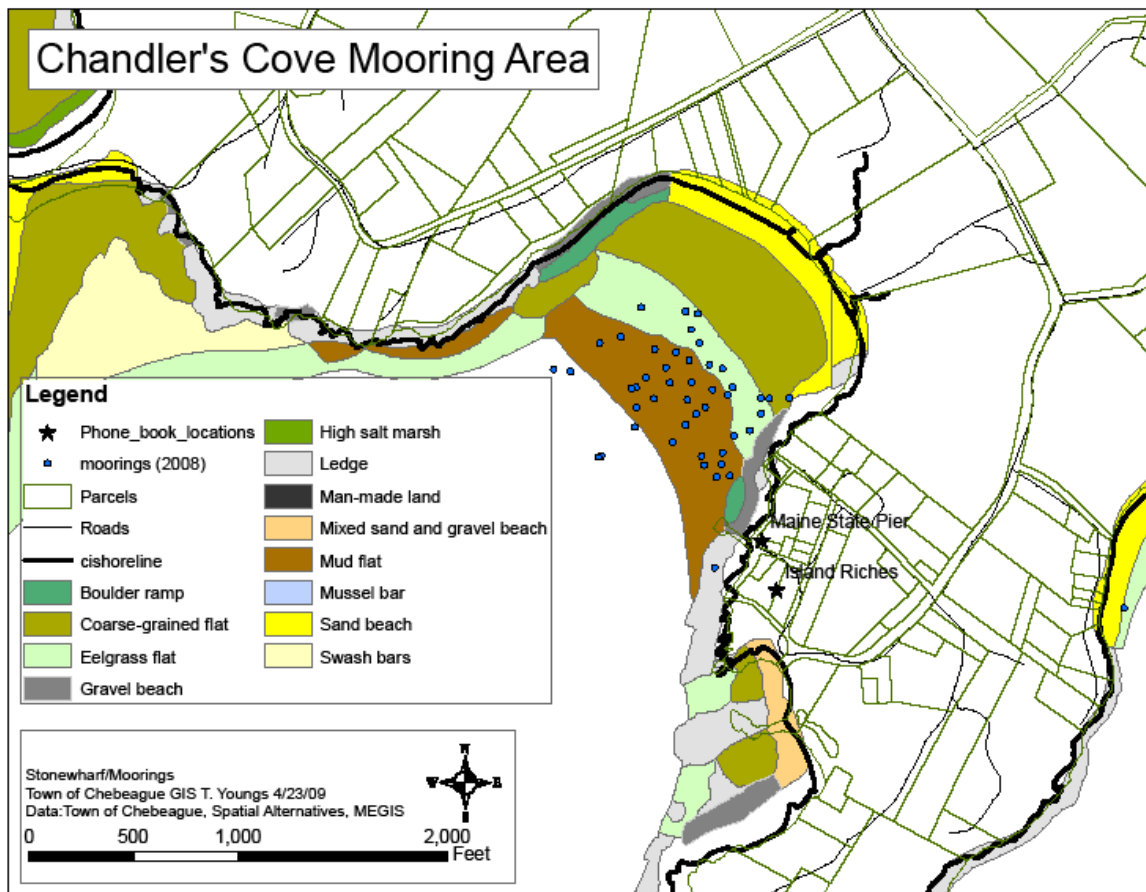 Chandler's Cove Mooring Area
Maine State Pier
Island Riches
Legend
Phone_book_locations
moorings (2008)
Parcels
Roads
cishoreline
Boulder ramp
Coarse-grained flat
Eelgrass flat
Gravel beach
High salt marsh
Ledge
Man-made land
Mixed sand and gravel beach
Mud flat
Mussel bar
Sand beach
Swash bars
Stonewharf/Moorings
Town of Chebeague GIS T. Youngs 4/23/09
Data:Town of Chebeague, Spatial Alternatives, MEGIS
N
W E
S
0 500 1,000 2,000
Feet